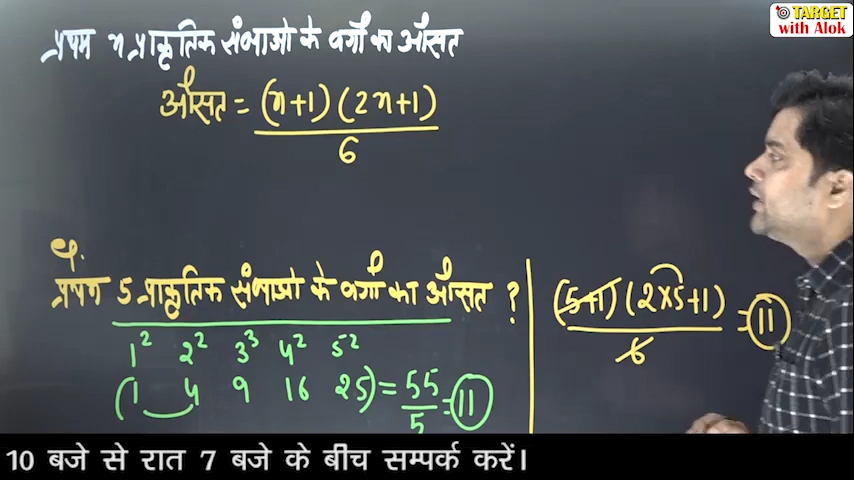 TARGET
with Alok
प्रथम n प्राकृतिक संख्याओ के वर्गों का औसत
औसत = (n+1) (2n+1)
6
प्र.
प्रथम 5 प्राकृतिक संख्याओ के वर्गों का औसत ?
1² 2² 3³ 4² 5²
(1 4 9 16 25) = 55/5 = 11
(5+1) (2×5+1) = 11
6
10 बजे से रात 7 बजे के बीच सम्पर्क करें।